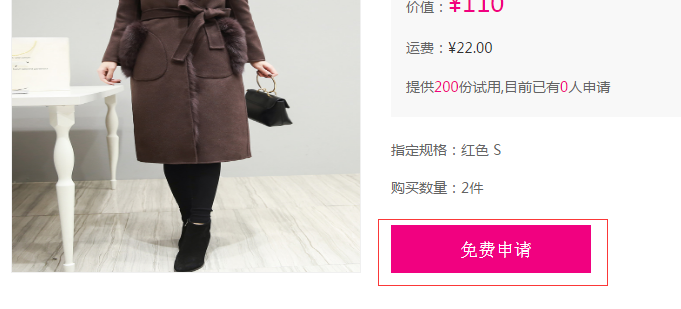 价值：¥110
运费：¥22.00
提供200份试用,目前已有0人申请
指定规格：红色 S
购买数量：2件
免费申请